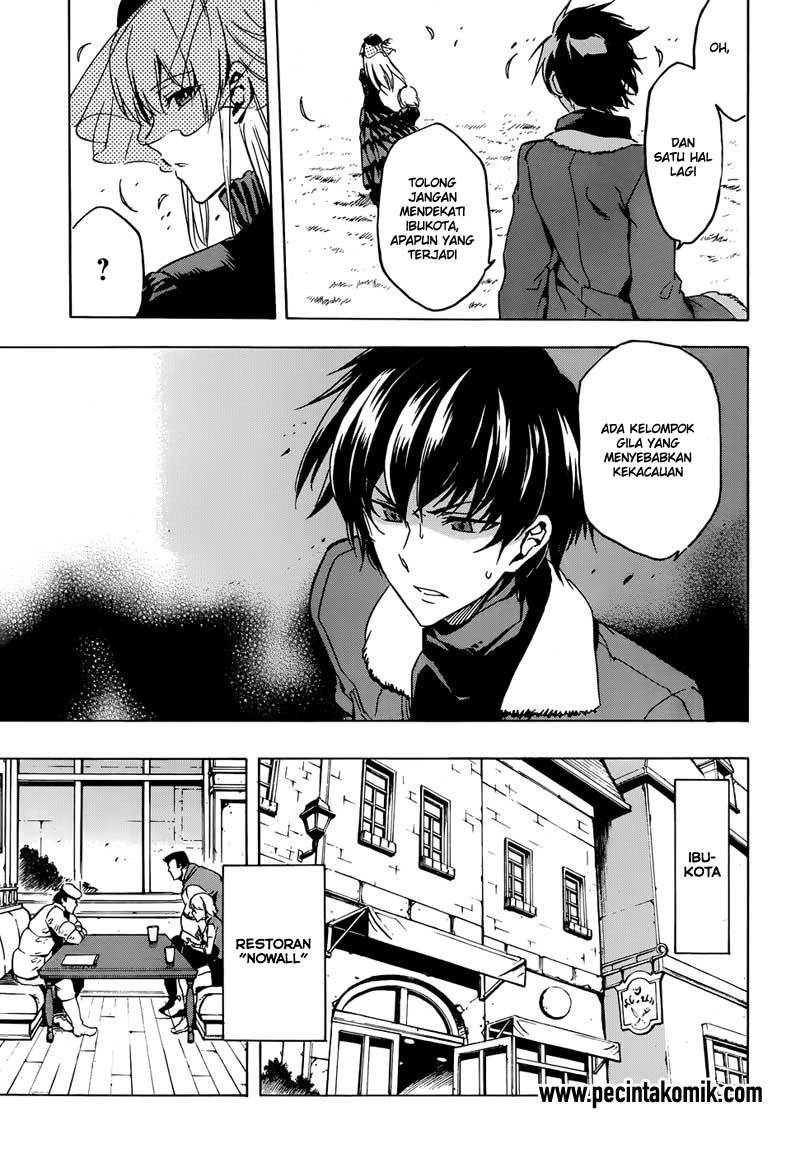 OH,
DAN
SATU HAL
LAGI
TOLONG
JANGAN
MENDEKATI
IBUKOTA,
APAPUN YANG
TERJADI
?
ADA KELOMPOK
GILA YANG
MENYEBABKAN
KEKACAUAN
IBU-
KOTA
RESTORAN
"NOWALL"
www.pecintakomik.com